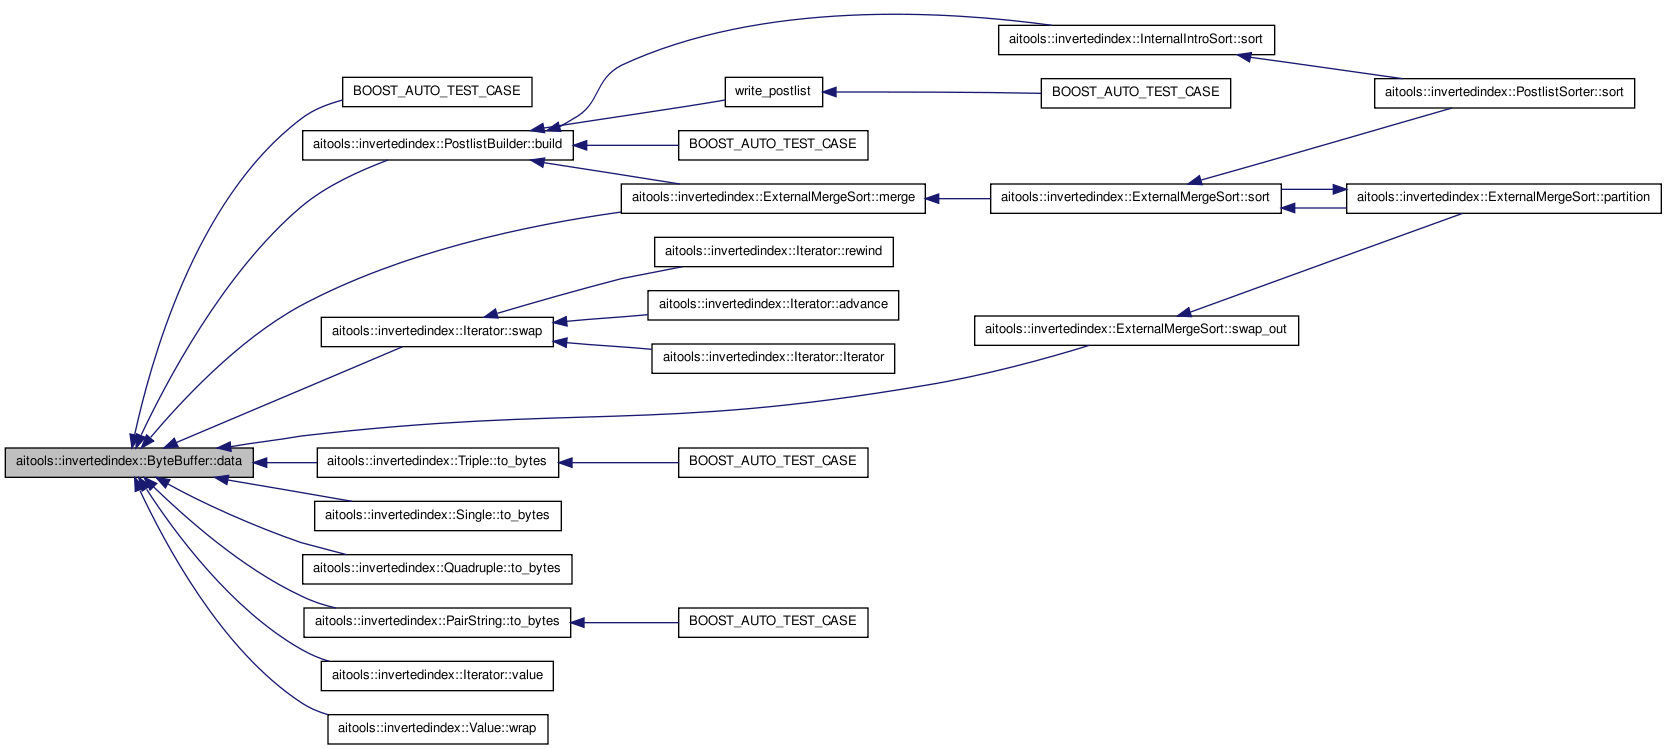 aitools::invertedindex::InternalIntroSort::sort
BOOST_AUTO_TEST_CASE
write_postlist
BOOST_AUTO_TEST_CASE
aitools::invertedindex::PostlistSorter::sort
aitools::invertedindex::PostlistBuilder::build
BOOST_AUTO_TEST_CASE
aitools::invertedindex::ExternalMergeSort::merge
aitools::invertedindex::ExternalMergeSort::sort
aitools::invertedindex::ExternalMergeSort::partition
aitools::invertedindex::Iterator::rewind
aitools::invertedindex::Iterator::advance
aitools::invertedindex::Iterator::swap
aitools::invertedindex::ExternalMergeSort::swap_out
aitools::invertedindex::Iterator::Iterator
aitools::invertedindex::ByteBuffer::data
aitools::invertedindex::Triple::to_bytes
BOOST_AUTO_TEST_CASE
aitools::invertedindex::Single::to_bytes
aitools::invertedindex::Quadruple::to_bytes
aitools::invertedindex::PairString::to_bytes
BOOST_AUTO_TEST_CASE
aitools::invertedindex::Iterator::value
aitools::invertedindex::Value::wrap